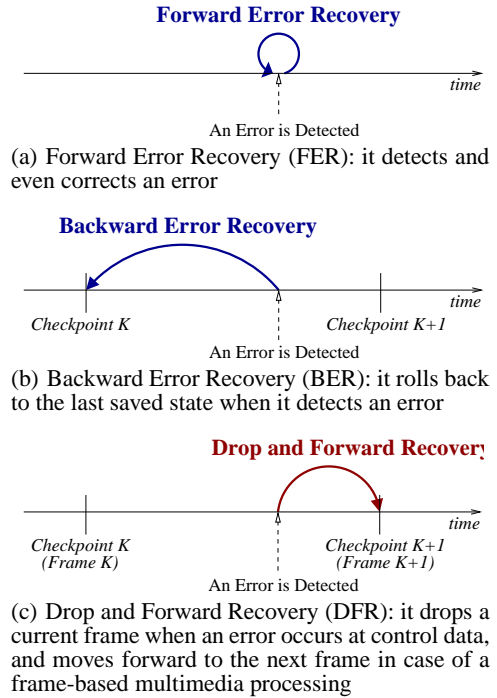 Forward Error Recovery
time
An Error is Detected
(a) Forward Error Recovery (FER): it detects and
even corrects an error
Backward Error Recovery
time
Checkpoint K
Checkpoint K+1
An Error is Detected
(b) Backward Error Recovery (BER): it rolls back
to the last saved state when it detects an error
Drop and Forward Recovery
time
Checkpoint K
(Frame K)
Checkpoint K+1
(Frame K+1)
An Error is Detected
(c) Drop and Forward Recovery (DFR): it drops a
current frame when an error occurs at control data,
and moves forward to the next frame in case of a
frame-based multimedia processing